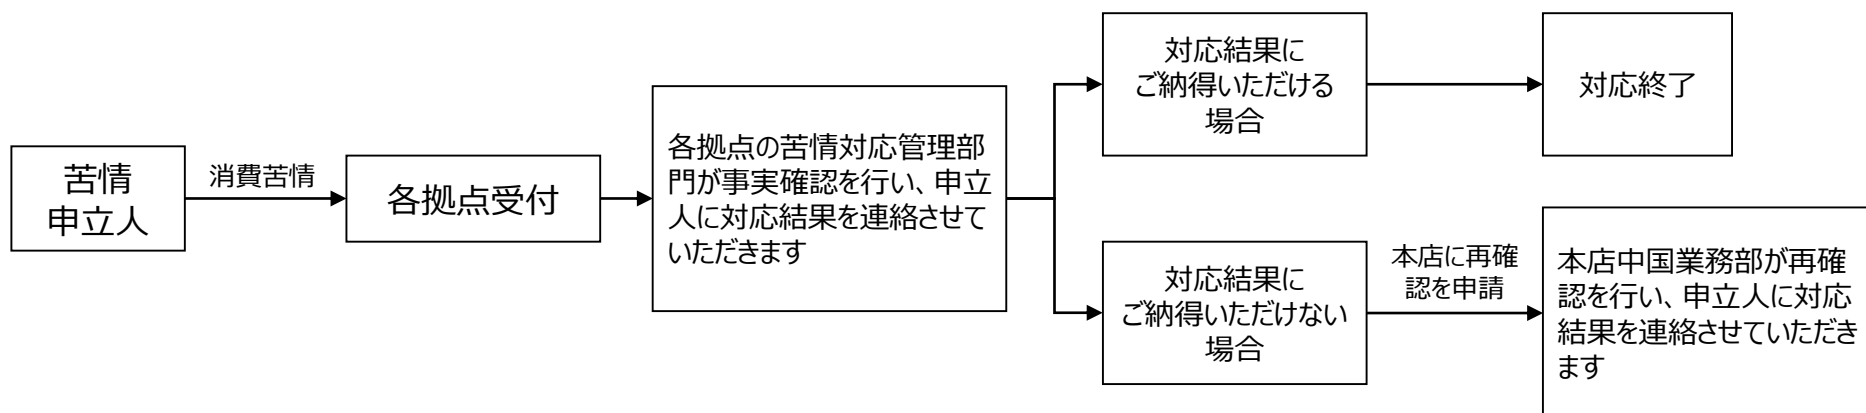 苦情
申立人
消費苦情
各拠点受付
各拠点の苦情対応管理部
門が事実確認を行い、申立
人に対応結果を連絡させて
いただきます
対応結果に
ご納得いただける
場合
対応終了
対応結果に
ご納得いただけない
場合
本店に再確
認を申請
本店中国業務部が再確
認を行い、申立人に対応
結果を連絡させていただき
ます